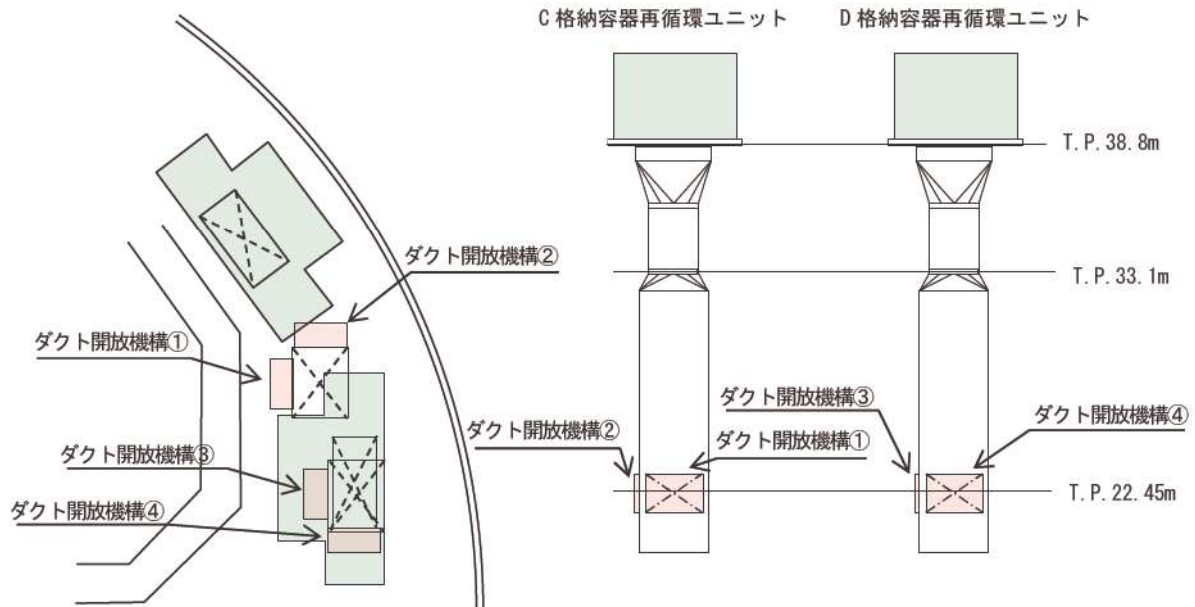 C格納容器再循環ユニット
D格納容器再循環ユニット
T.P.38.8m
ダクト開放機構②
T.P.33.1m
ダクト開放機構①
ダクト開放機構③
ダクト開放機構④
ダクト開放機構②
ダクト開放機構①
ダクト開放機構③
ダクト開放機構④
T.P.22.45m